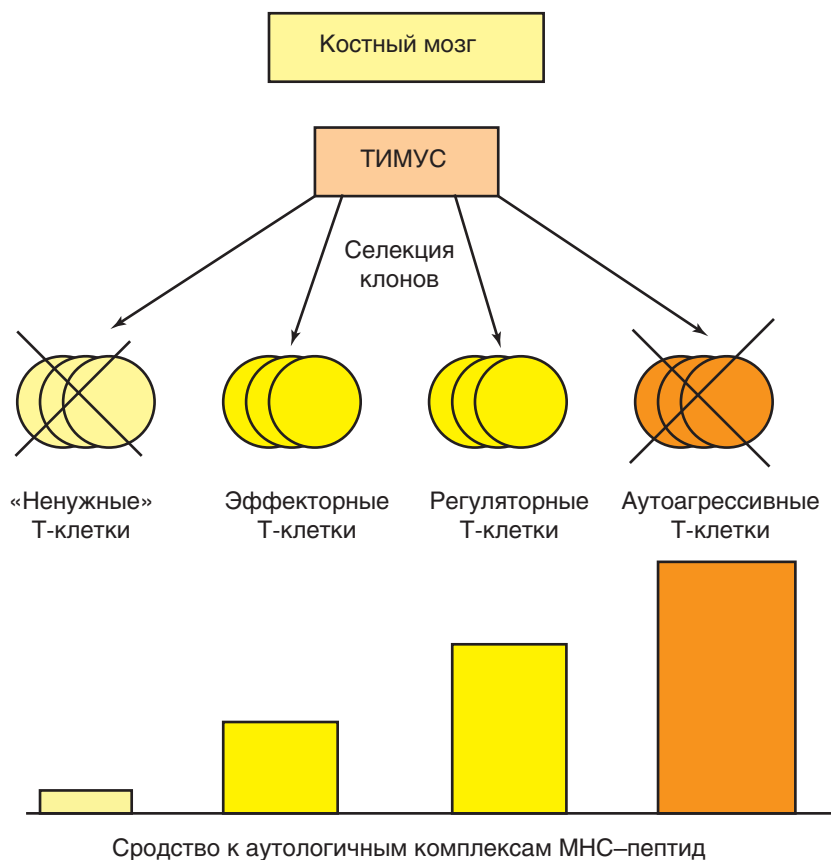 Костный мозг
ТИМУС
Селекция
клонов
«Ненужные»
Т-клетки
Эффекторные
Т-клетки
Регуляторные
Т-клетки
Аутоагрессивные
Т-клетки
Сродство к аутологичным комплексам МНС–пептид